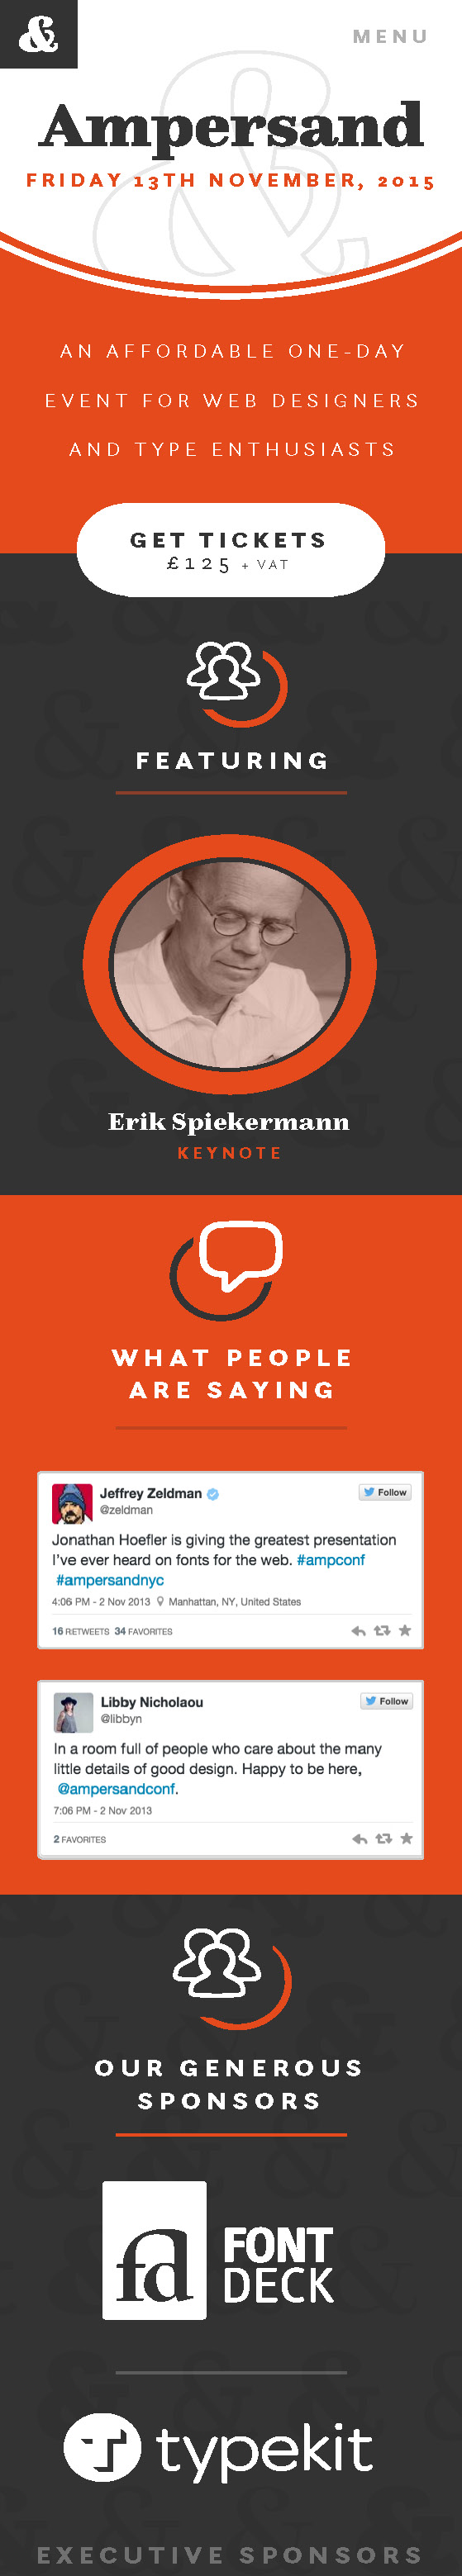 &
MENU
&
Ampersand
FRIDAY 13TH NOVEMBER, 2015
AN AFFORDABLE ONE-DAY
EVENT FOR WEB DESIGNERS
AND TYPE ENTHUSIASTS
GET TICKETS
£125 + VAT
FEATURING
Erik Spiekermann
KEYNOTE
WHAT PEOPLE
ARE SAYING
Jeffrey Zeldman
@zeldman
Follow
Jonathan Hoefler is giving the greatest presentation
I've ever heard on fonts for the web. #ampconf
#ampersandnyc
4:06 PM - 2 Nov 2013 Manhattan, NY, United States
16 RETWEETS 34 FAVORITES
Libby Nicholaou
@libbyn
Follow
In a room full of people who care about the many
little details of good design. Happy to be here,
@ampersandconf.
7:06 PM - 2 Nov 2013
2 FAVORITES
OUR GENEROUS
SPONSORS
fd
FONT
DECK
T typekit
EXECUTIVE SPONSORS